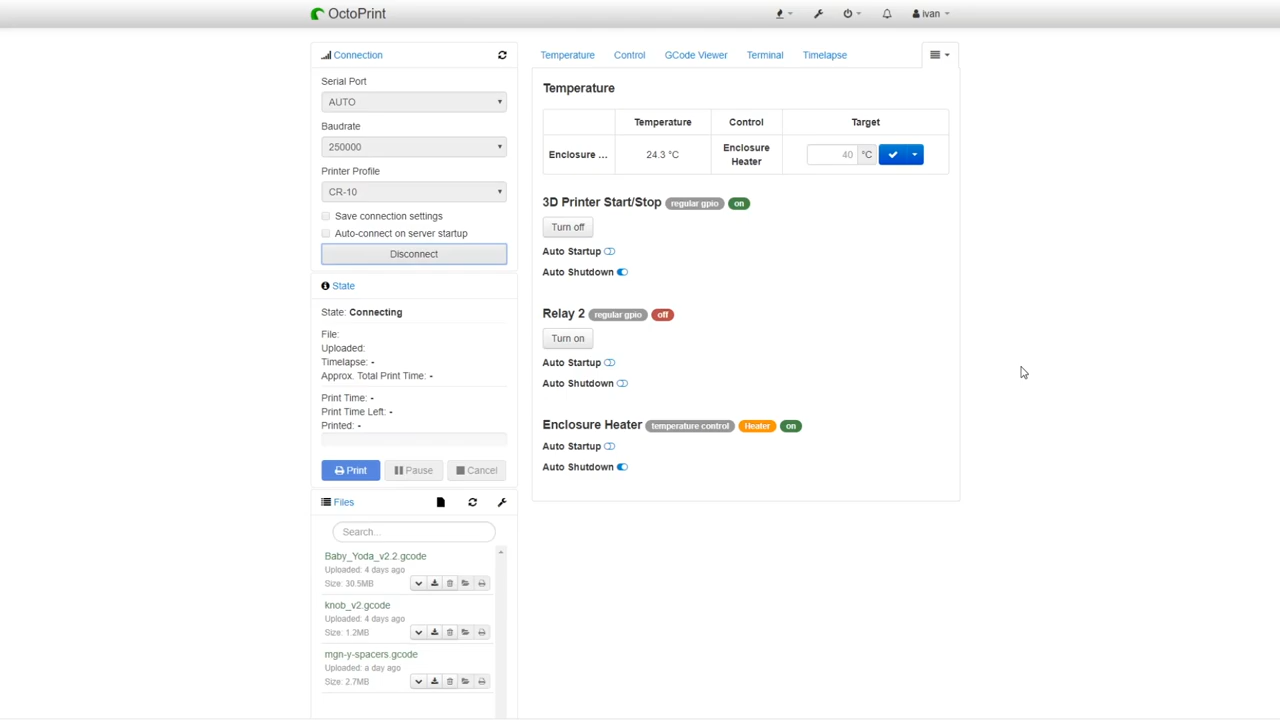 OctoPrint
ivan
Connection
Serial Port
AUTO
Baudrate
250000
Printer Profile
CR-10
Save connection settings
Auto-connect on server startup
Disconnect
State
State: Connecting
File:
Uploaded:
Timelapse: -
Approx. Total Print Time: -
Print Time: -
Print Time Left: -
Printed: -
Print Pause Cancel
Files
Search...
Baby_Yoda_v2.2.gcode
Uploaded: 4 days ago
Size: 30.5MB
knob_v2.gcode
Uploaded: 4 days ago
Size: 1.2MB
mgn-y-spacers.gcode
Uploaded: a day ago
Size: 2.7MB
Temperature Control GCode Viewer Terminal Timelapse
Temperature
Temperature Control Target
Enclosure ... 24.3 °C Enclosure Heater 40 °C
3D Printer Start/Stop regular gpio on
Turn off
Auto Startup
Auto Shutdown
Relay 2 regular gpio off
Turn on
Auto Startup
Auto Shutdown
Enclosure Heater temperature control Heater on
Auto Startup
Auto Shutdown